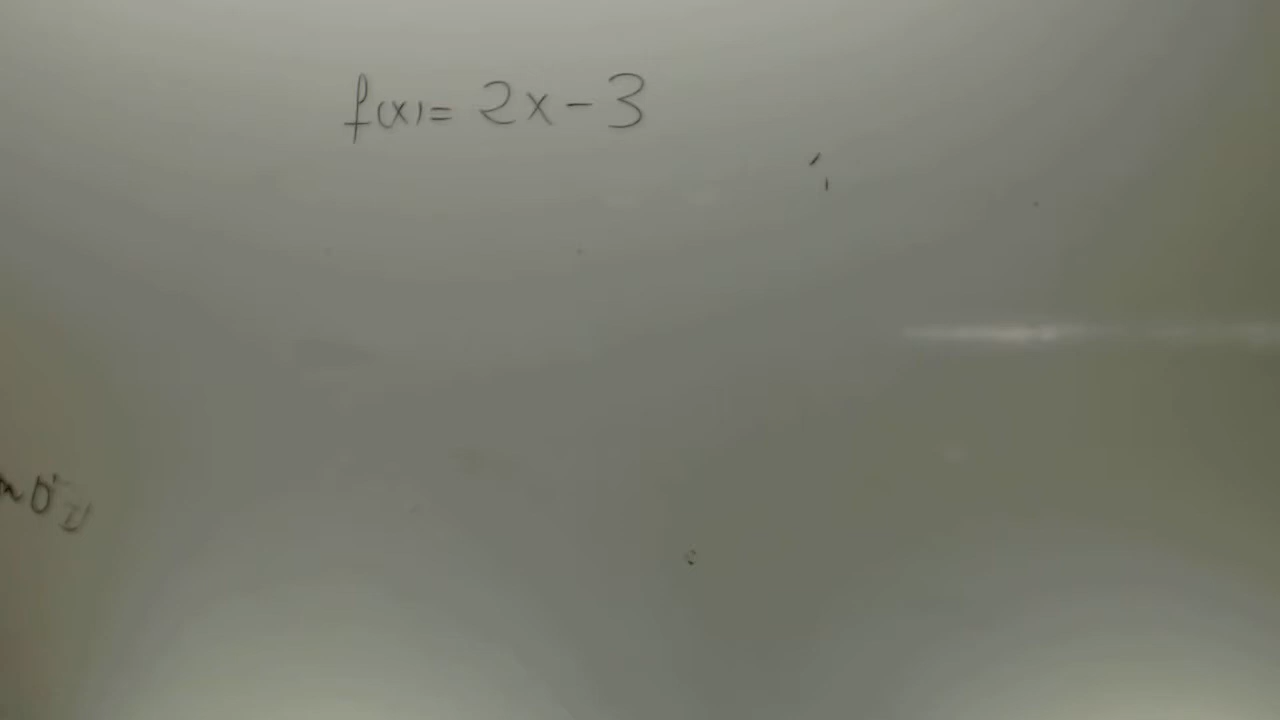 f(x) = 2x - 3